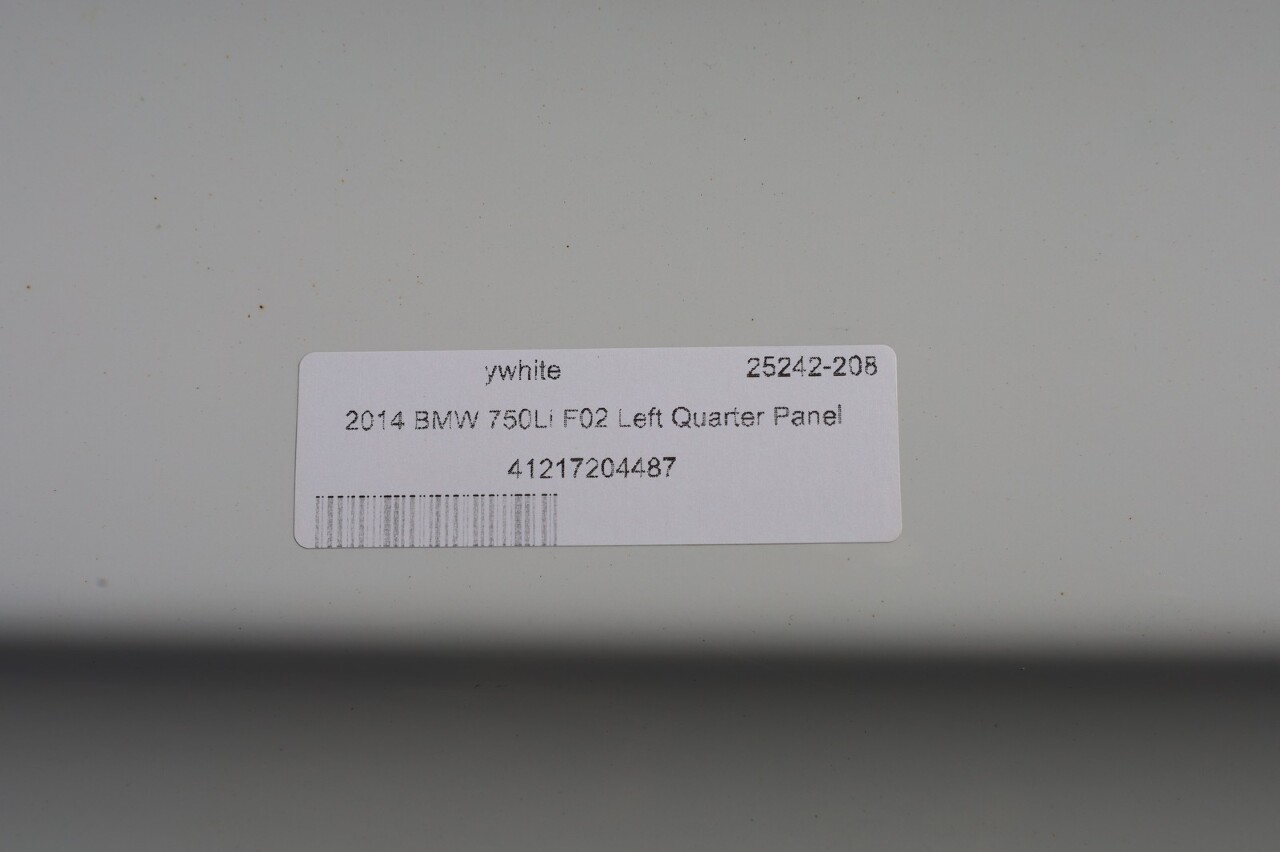 ywhite 25242-208
2014 BMW 750Li F02 Left Quarter Panel
41217204487